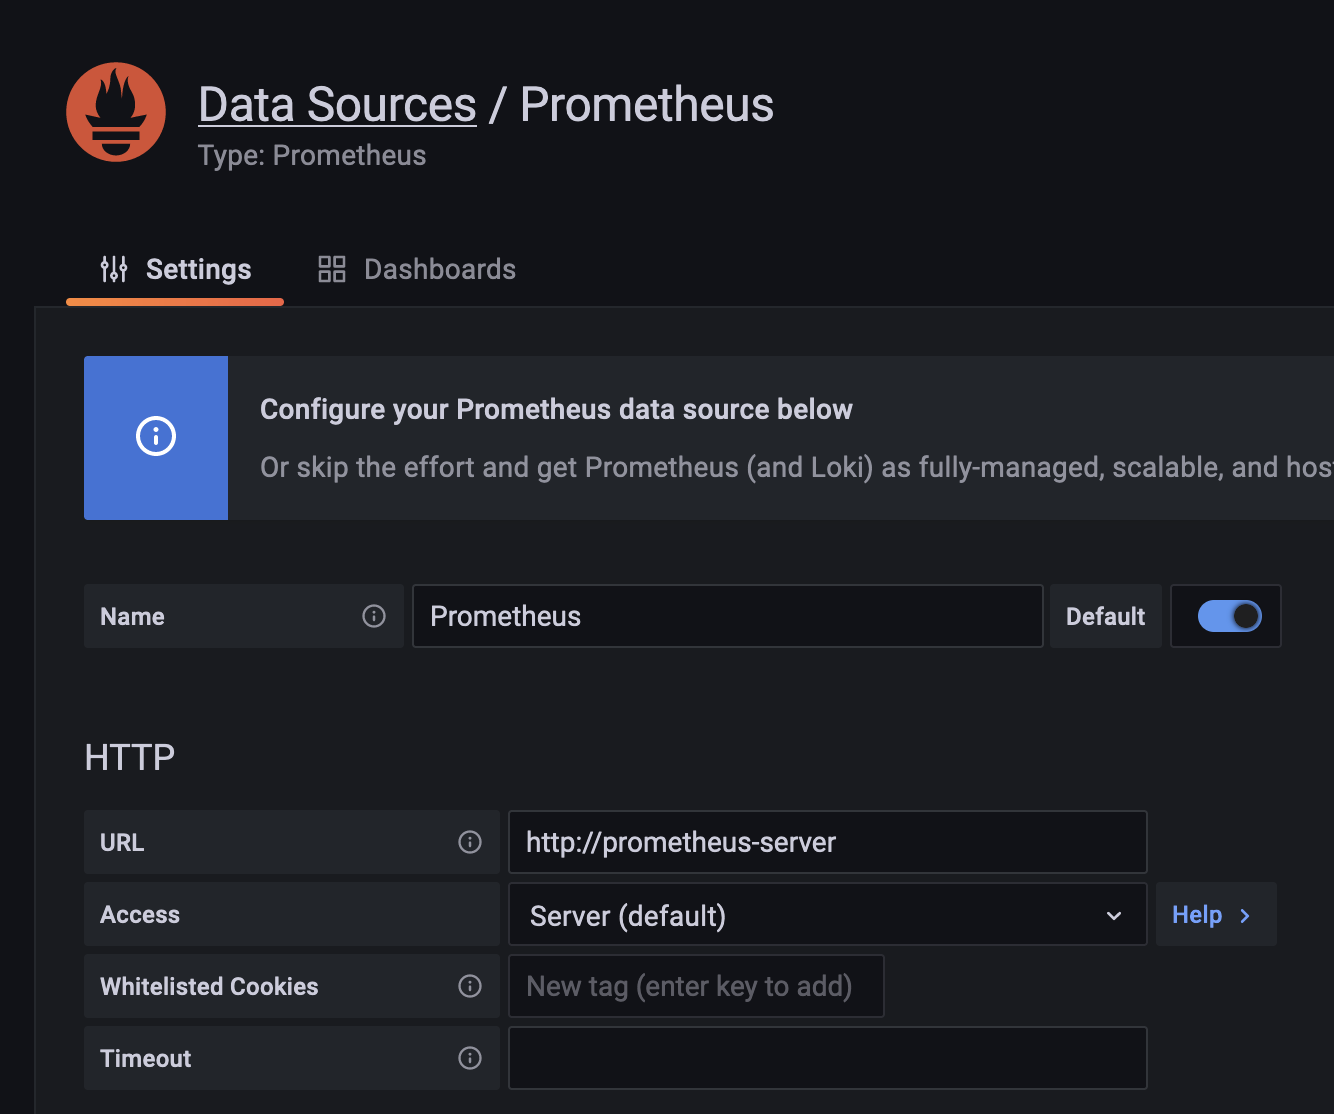 Data Sources / Prometheus
Type: Prometheus
Settings Dashboards
Configure your Prometheus data source below
Or skip the effort and get Prometheus (and Loki) as fully-managed, scalable, and host
Name Prometheus Default
HTTP
URL http://prometheus-server
Access Server (default) Help
Whitelisted Cookies New tag (enter key to add)
Timeout